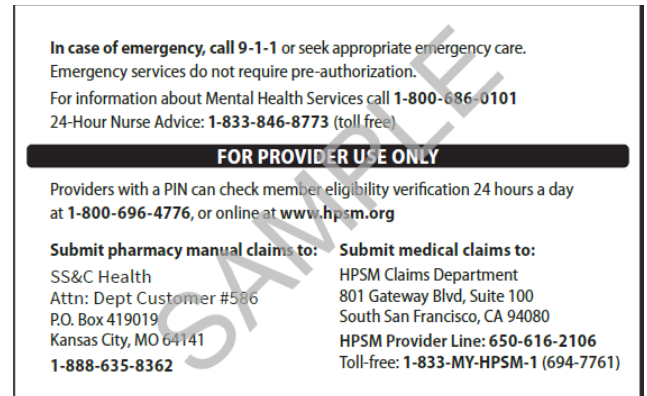 In case of emergency, call 9-1-1 or seek appropriate emergency care.
Emergency services do not require pre-authorization.
For information about Mental Health Services call 1-800-686-0101
24-Hour Nurse Advice: 1-833-846-8773 (toll free)
FOR PROVIDER USE ONLY
Providers with a PIN can check member eligibility verification 24 hours a day
at 1-800-696-4776, or online at www.hpsm.org
Submit pharmacy manual claims to:
SS&C Health
Attn: Dept Customer #586
P.O. Box 419019
Kansas City, MO 64141
1-888-635-8362
Submit medical claims to:
HPSM Claims Department
801 Gateway Blvd, Suite 100
South San Francisco, CA 94080
HPSM Provider Line: 650-616-2106
Toll-free: 1-833-MY-HPSM-1 (694-7761)
SAMPLE